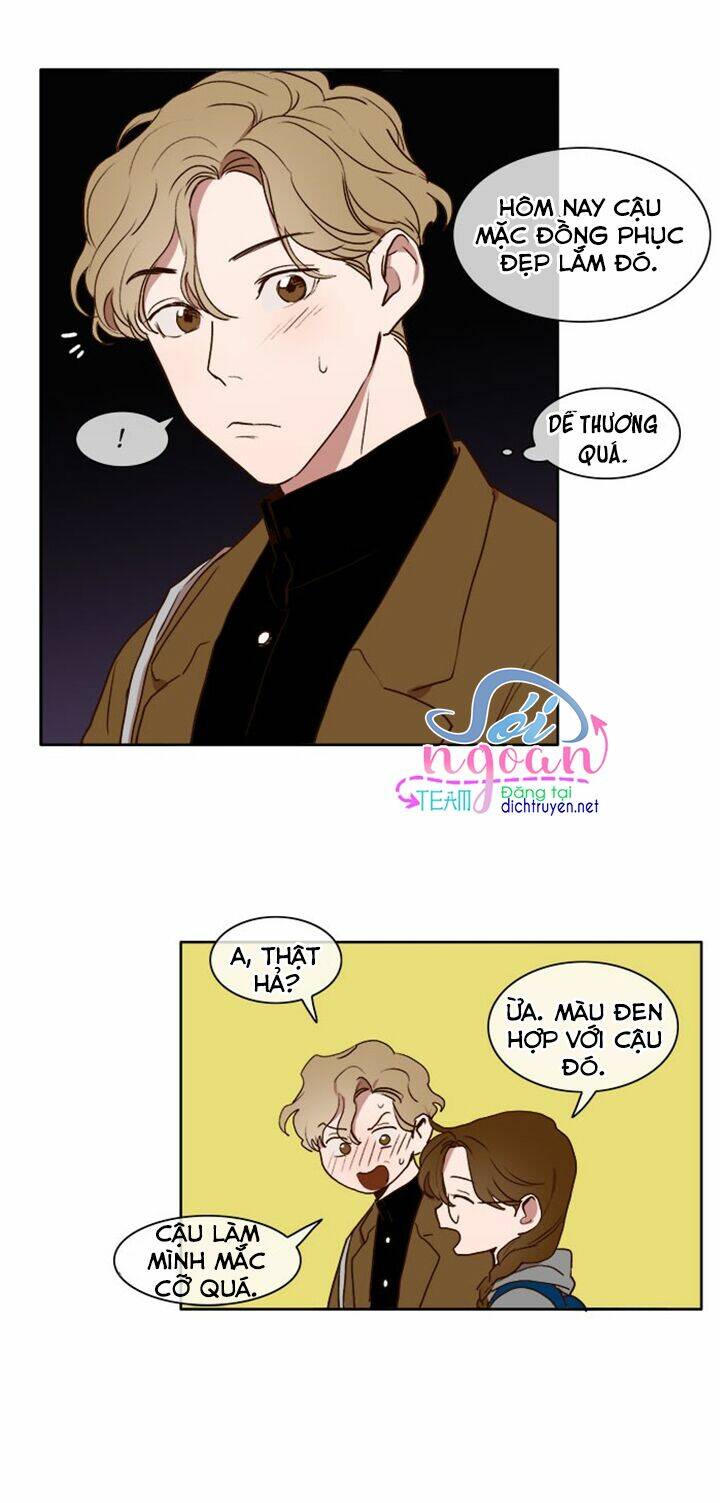 HÔM NAY CẬU
MẶC ĐỒNG PHỤC
ĐẸP LẮM ĐÓ.
!
DỄ THƯƠNG
QUÁ.
Sói
ngoan
TEAM
Đăng tại
dichtruyen.net
A, THẬT
HẢ?
ỪA. MÀU ĐEN
HỢP VỚI CẬU
ĐÓ.
CẬU LÀM
MÌNH MẮC
CỠ QUÁ.